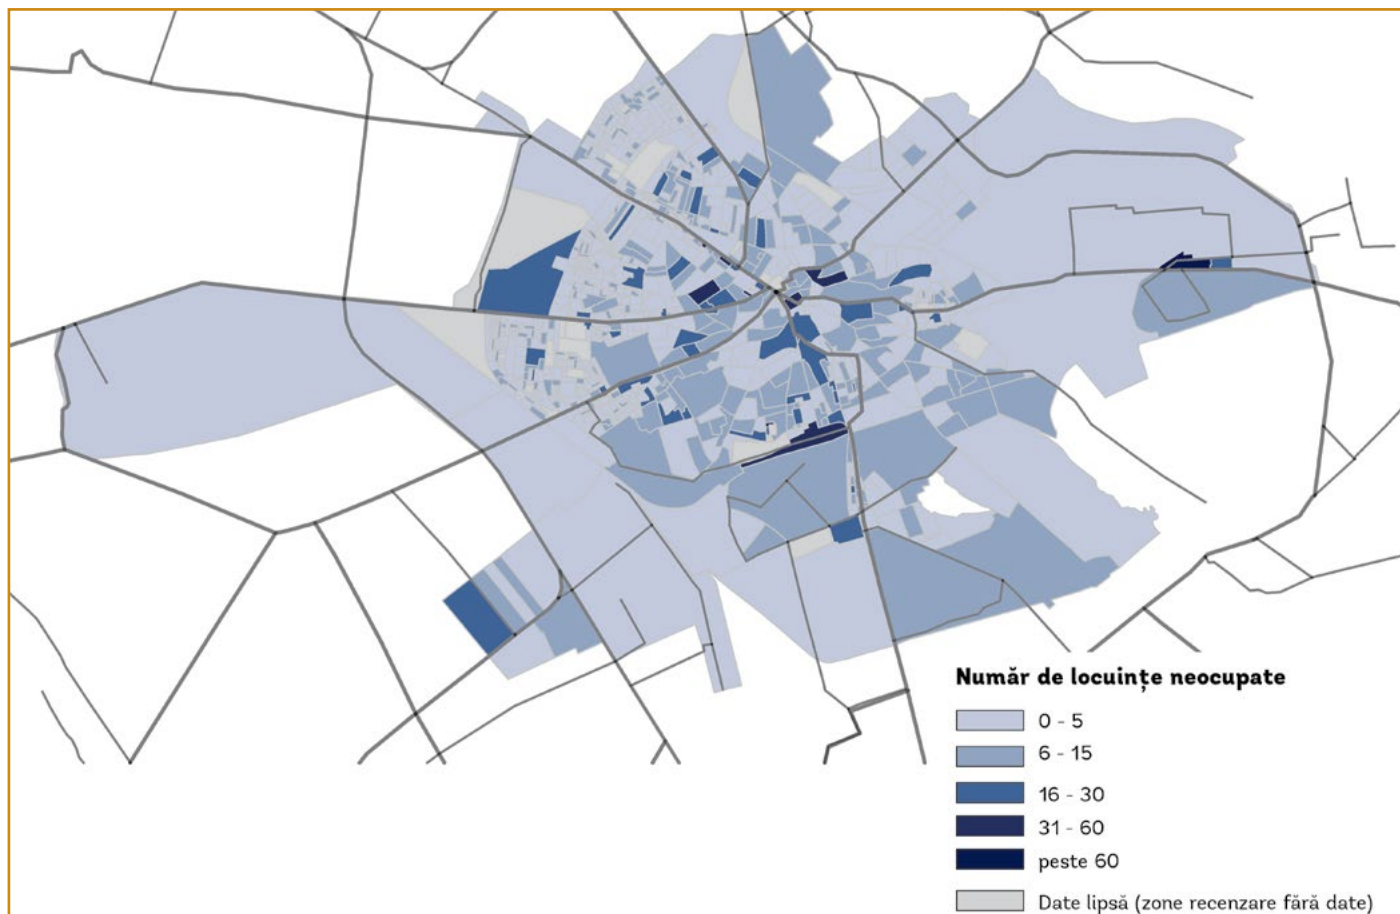 Număr de locuințe neocupate
0 - 5
6 - 15
16 - 30
31 - 60
peste 60
Date lipsă (zone recenzare fără date)